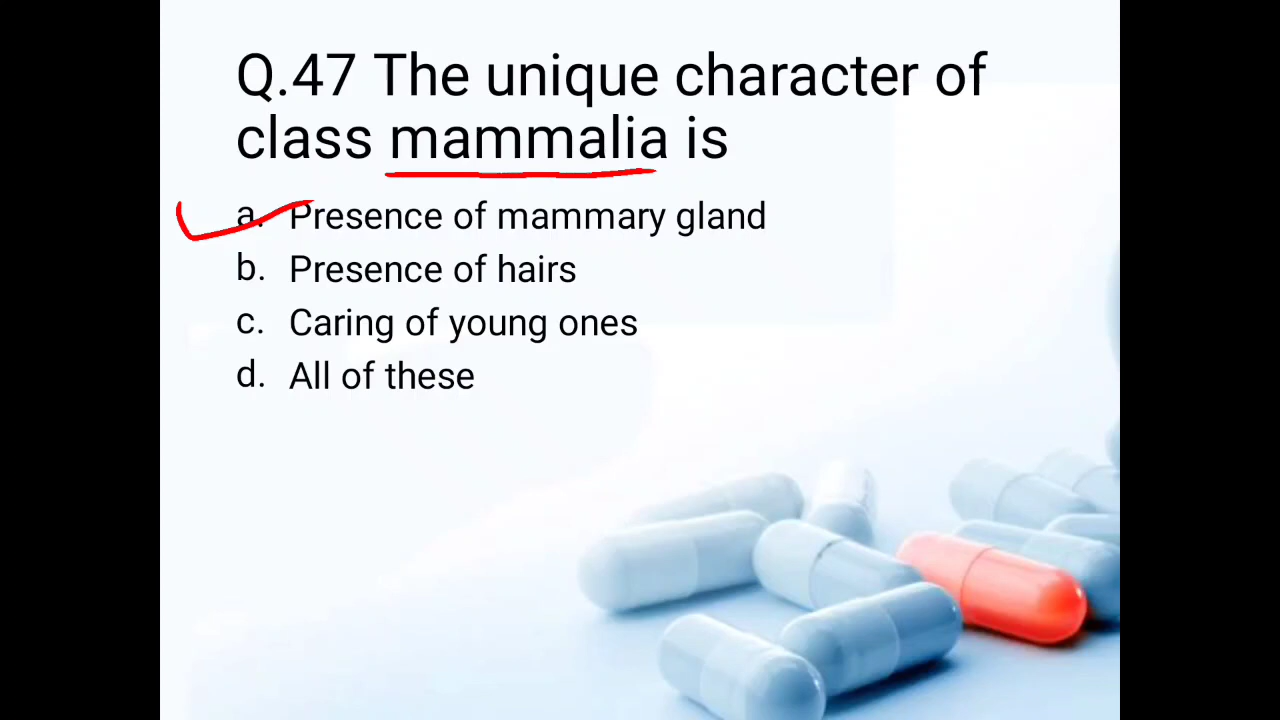 Q.47 The unique character of
class mammalia is
a. Presence of mammary gland
b. Presence of hairs
c. Caring of young ones
d. All of these